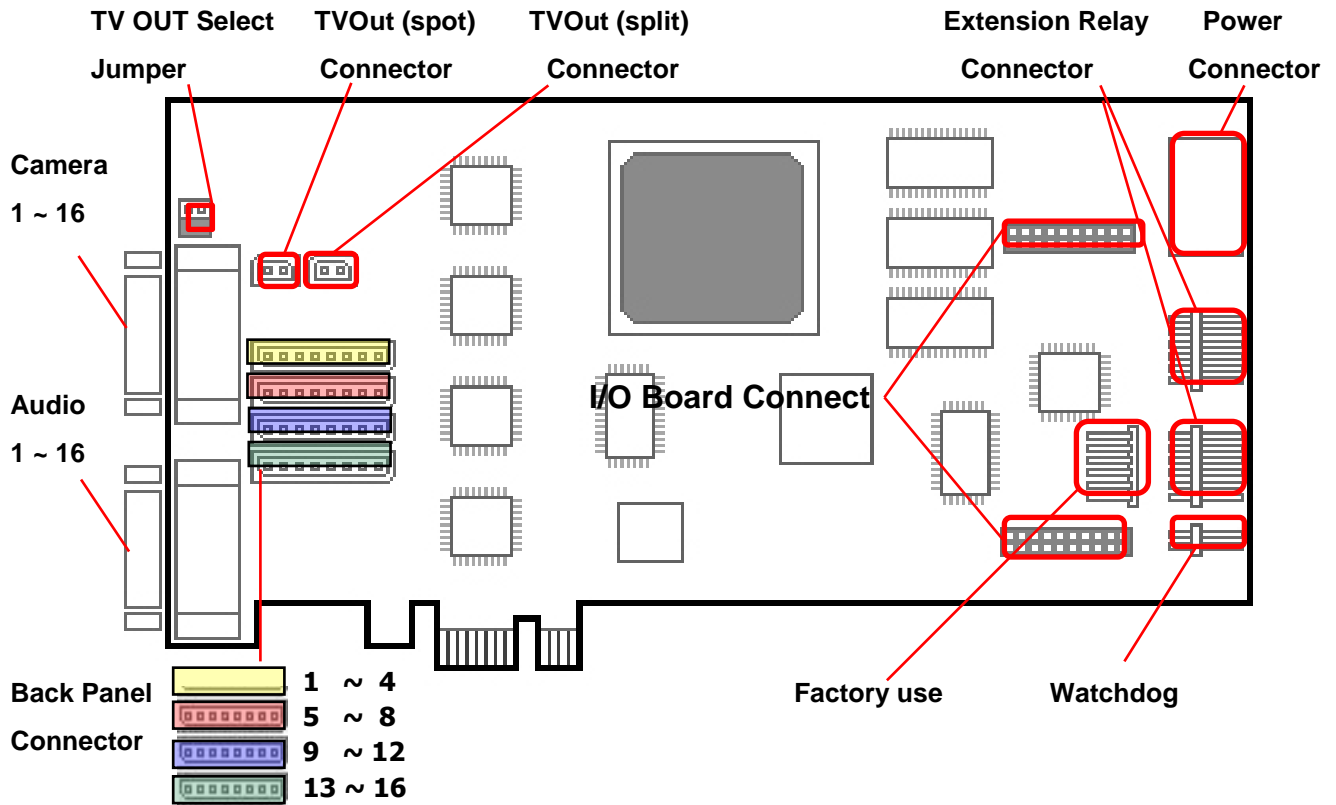 TV OUT Select
Jumper
TVOut (spot)
Connector
TVOut (split)
Connector
Extension Relay
Connector
Power
Connector
Camera
1 ~ 16
I/O Board Connect
Audio
1 ~ 16
Back Panel
Connector
1 ~ 4
5 ~ 8
9 ~ 12
13 ~ 16
Factory use
Watchdog